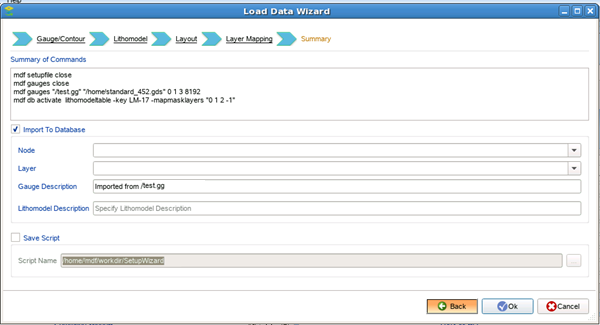 Help
Load Data Wizard
Gauge/Contour Lithomodel Layout Layer Mapping Summary
Summary of Commands
mdf setupfile close
mdf gauges close
mdf gauges "/test.gg" "/home/standard_4S2.gds" 0 1 3 8192
mdf db activate lithomodeltable -key LM-17 -mapmasklayers "0 1 2 -1"
Import To Database
Node
Layer
Gauge Description Imported from /test.gg
Lithomodel Description Specify Lithomodel Description
Save Script
Script Name /home/mdf/workdir/SetupWizard ...
Back Ok Cancel